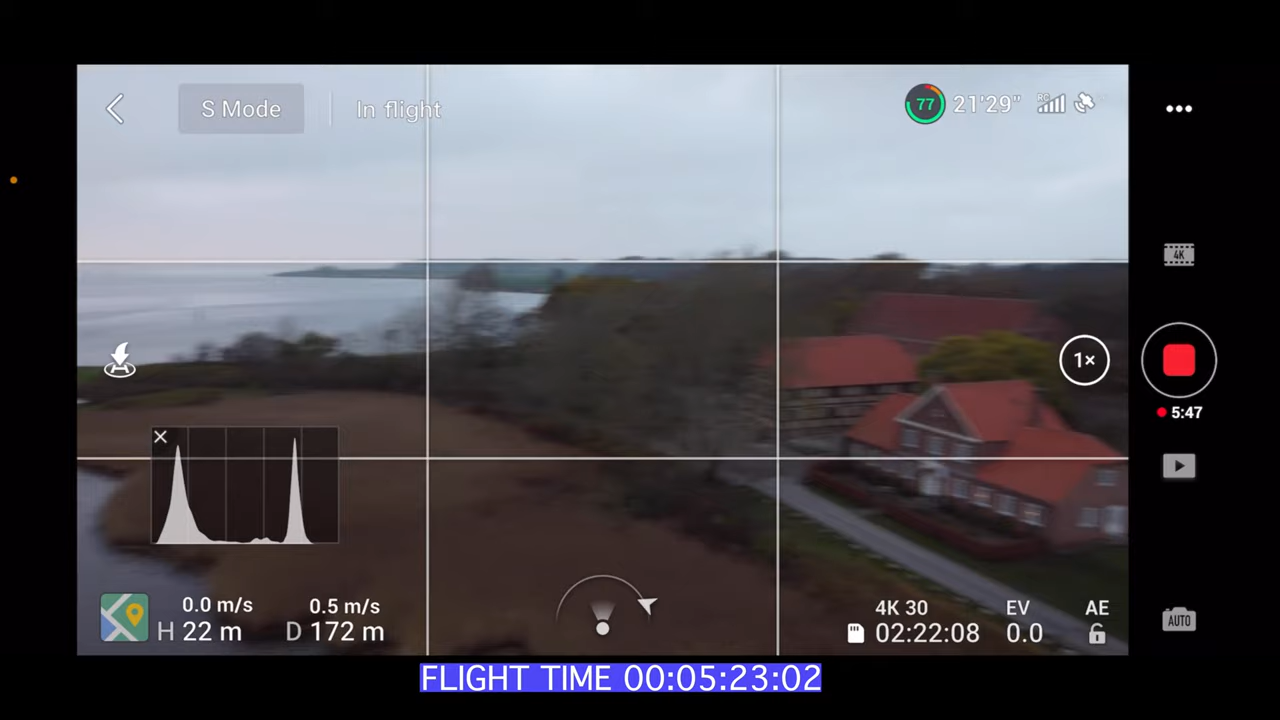 S Mode
In flight
77
21'29"
RC
4K
1×
5:47
0.0 m/s
0.5 m/s
H 22 m
D 172 m
4K 30
02:22:08
EV
0.0
AE
AUTO
FLIGHT TIME 00:05:23:02